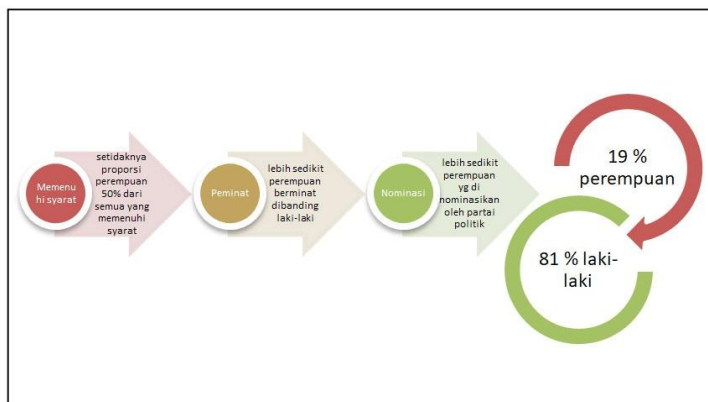 Memenu
hi syarat
setidaknya
proporsi
perempuan
50% dari
semua yang
memenuhi
syarat
Peminat
lebih sedikit
perempuan
berminat
dibanding
laki-laki
Nominasi
lebih sedikit
perempuan
yg di
nominasikan
oleh partai
politik
19 %
perempuan
81 % laki-
laki